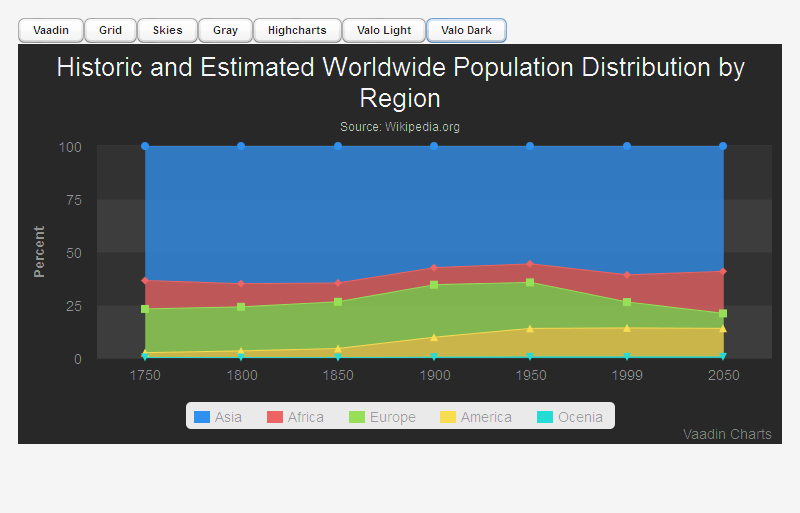 Vaadin Grid Skies Gray Highcharts Valo Light Valo Dark
Historic and Estimated Worldwide Population Distribution by
Region
Source: Wikipedia.org
Percent
100
75
50
25
0
1750 1800 1850 1900 1950 1999 2050
Asia Africa Europe America Ocenia
Vaadin Charts